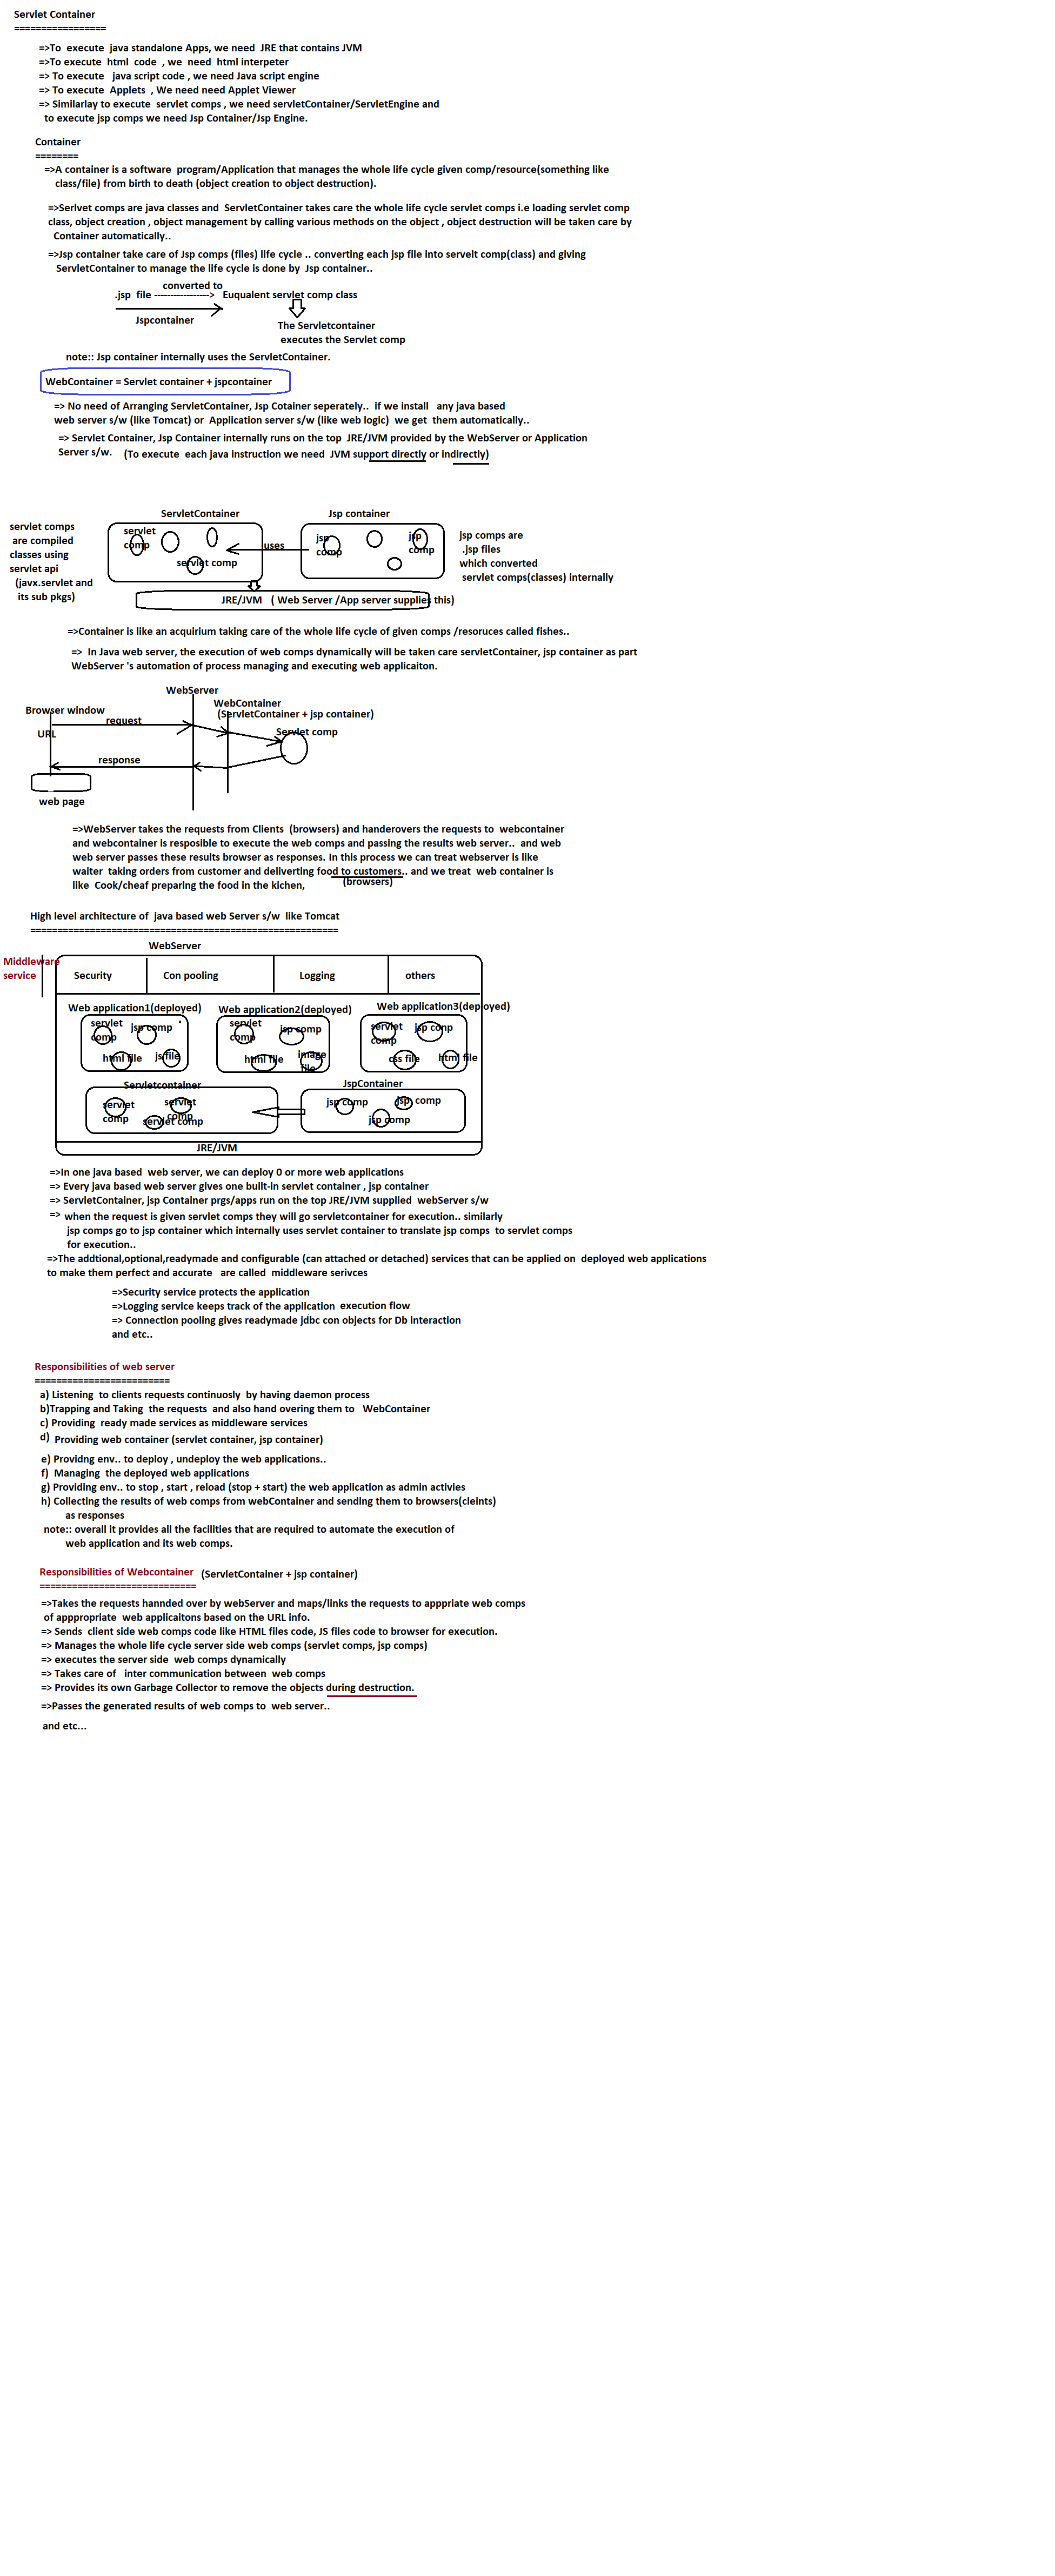 Servlet Container
=================
=>To execute java standalone Apps, we need JRE that contains JVM
=>To execute html code , we need html interpeter
=> To execute java script code , we need Java script engine
=> To execute Applets , We need need Applet Viewer
=> Similarlay to execute servlet comps , we need servletContainer/ServletEngine and
to execute jsp comps we need Jsp Container/Jsp Engine.
Container
========
=>A container is a software program/Application that manages the whole life cycle given comp/resource(something like
class/file) from birth to death (object creation to object destruction).
=>Serlvet comps are java classes and ServletContainer takes care the whole life cycle servlet comps i.e loading servlet comp
class, object creation , object management by calling various methods on the object , object destruction will be taken care by
Container automatically..
=>Jsp container take care of Jsp comps (files) life cycle .. converting each jsp file into servelt comp(class) and giving
ServletContainer to manage the life cycle is done by Jsp container..
converted to
.jsp file -----------------> Euqualent servlet comp class
Jspcontainer
The Servletcontainer
executes the Servlet comp
note:: Jsp container internally uses the ServletContainer.
WebContainer = Servlet container + jspcontainer
=> No need of Arranging ServletContainer, Jsp Cotainer seperately.. if we install any java based
web server s/w (like Tomcat) or Application server s/w (like web logic) we get them automatically..
=> Servlet Container, Jsp Container internally runs on the top JRE/JVM provided by the WebServer or Application
Server s/w. (To execute each java instruction we need JVM support directly or indirectly)
ServletContainer Jsp container
servlet comps
are compiled
classes using
servlet api
(javx.servlet and
its sub pkgs)
servlet
comp
servlet comp
uses
jsp
comp
jsp
comp
jsp comps are
.jsp files
which converted
servlet comps(classes) internally
JRE/JVM ( Web Server /App server supplies this)
=>Container is like an acquirium taking care of the whole life cycle of given comps /resoruces called fishes..
=> In Java web server, the execution of web comps dynamically will be taken care servletContainer, jsp container as part
WebServer 's automation of process managing and executing web applicaiton.
WebServer
WebContainer
(ServletContainer + jsp container)
Browser window
request
URL
Servlet comp
response
web page
=>WebServer takes the requests from Clients (browsers) and handerovers the requests to webcontainer
and webcontainer is resposible to execute the web comps and passing the results web server.. and web
web server passes these results browser as responses. In this process we can treat webserver is like
waiter taking orders from customer and deliverting food to customers.. and we treat web container is
like Cook/cheaf preparing the food in the kichen,
(browsers)
High level architecture of java based web Server s/w like Tomcat
=========================================================
WebServer
Middleware
service
Security Con pooling Logging others
Web application1(deployed) Web application2(deployed) Web application3(deployed)
servlet
comp
jsp comp
html file
js file
servlet
comp
jsp comp
html file
image
file
servlet
comp
jsp conp
css file
html file
Servletcontainer JspContainer
servlet
comp
servlet
comp
servlet comp
jsp comp
jsp comp
jsp comp
JRE/JVM
=>In one java based web server, we can deploy 0 or more web applications
=> Every java based web server gives one built-in servlet container , jsp container
=> ServletContainer, jsp Container prgs/apps run on the top JRE/JVM supplied webServer s/w
=> when the request is given servlet comps they will go servletcontainer for execution.. similarly
jsp comps go to jsp container which internally uses servlet container to translate jsp comps to servlet comps
for execution..
=>The addtional,optional,readymade and configurable (can attached or detached) services that can be applied on deployed web applications
to make them perfect and accurate are called middleware serivces
=>Security service protects the application
=>Logging service keeps track of the application execution flow
=> Connection pooling gives readymade jdbc con objects for Db interaction
and etc..
Responsibilities of web server
=========================
a) Listening to clients requests continuosly by having daemon process
b)Trapping and Taking the requests and also hand overing them to WebContainer
c) Providing ready made services as middleware services
d) Providing web container (servlet container, jsp container)
e) Providng env.. to deploy , undeploy the web applications..
f) Managing the deployed web applications
g) Providing env.. to stop , start , reload (stop + start) the web application as admin activies
h) Collecting the results of web comps from webContainer and sending them to browsers(cleints)
as responses
note:: overall it provides all the facilities that are required to automate the execution of
web application and its web comps.
Responsibilities of Webcontainer (ServletContainer + jsp container)
=============================
=>Takes the requests hannded over by webServer and maps/links the requests to apppriate web comps
of apppropriate web applicaitons based on the URL info.
=> Sends client side web comps code like HTML files code, JS files code to browser for execution.
=> Manages the whole life cycle server side web comps (servlet comps, jsp comps)
=> executes the server side web comps dynamically
=> Takes care of inter communication between web comps
=> Provides its own Garbage Collector to remove the objects during destruction.
=>Passes the generated results of web comps to web server..
and etc...